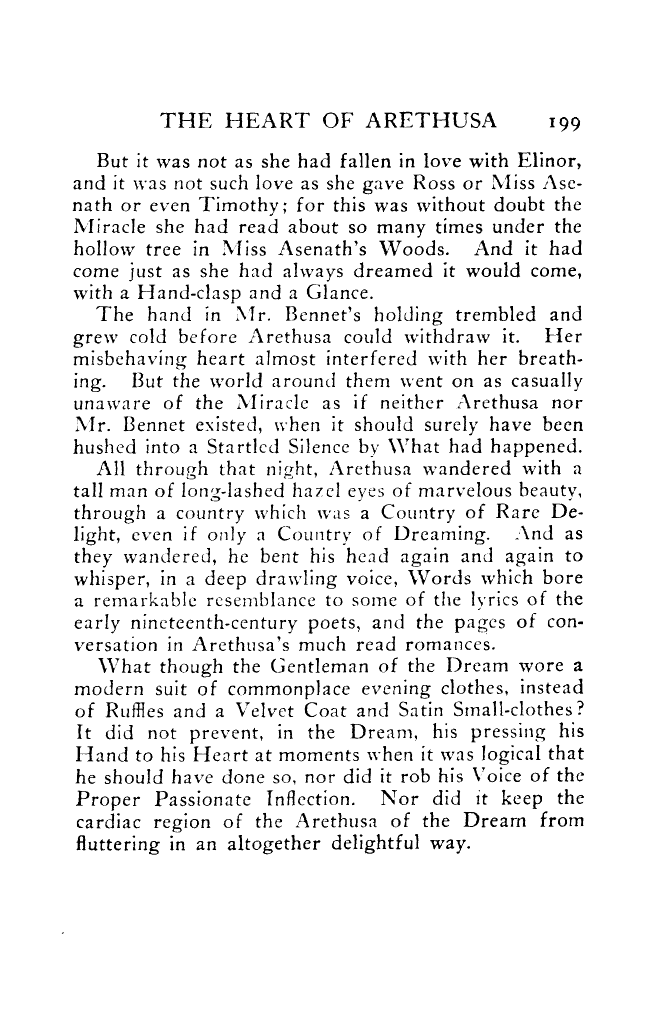 THE HEART OF ARETHUSA 199
But it was not as she had fallen in love with Elinor,
and it was not such love as she gave Ross or Miss Ase-
nath or even Timothy; for this was without doubt the
Miracle she had read about so many times under the
hollow tree in Miss Asenath's Woods. And it had
come just as she had always dreamed it would come,
with a Hand-clasp and a Glance.
The hand in Mr. Bennet's holding trembled and
grew cold before Arethusa could withdraw it. Her
misbehaving heart almost interfered with her breath-
ing. But the world around them went on as casually
unaware of the Miracle as if neither Arethusa nor
Mr. Bennet existed, when it should surely have been
hushed into a Startled Silence by What had happened.
All through that night, Arethusa wandered with a
tall man of long-lashed hazel eyes of marvelous beauty,
through a country which was a Country of Rare De-
light, even if only a Country of Dreaming. And as
they wandered, he bent his head again and again to
whisper, in a deep drawling voice, Words which bore
a remarkable resemblance to some of the lyrics of the
early nineteenth-century poets, and the pages of con-
versation in Arethusa's much read romances.
What though the Gentleman of the Dream wore a
modern suit of commonplace evening clothes, instead
of Ruffles and a Velvet Coat and Satin Small-clothes?
It did not prevent, in the Dream, his pressing his
Hand to his Heart at moments when it was logical that
he should have done so, nor did it rob his Voice of the
Proper Passionate Inflection. Nor did it keep the
cardiac region of the Arethusa of the Dream from
fluttering in an altogether delightful way.